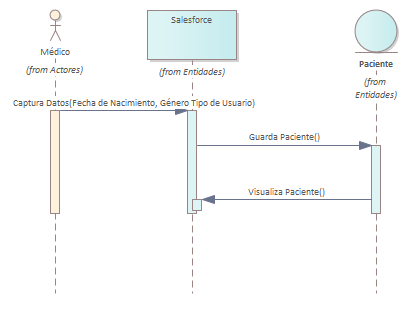 Salesforce
Médico
Paciente
(from Actores)
(from Entidades)
(from
Entidades)
Captura Datos(Fecha de Nacimiento, Género Tipo de Usuario)
Guarda Paciente()
Visualiza Paciente()